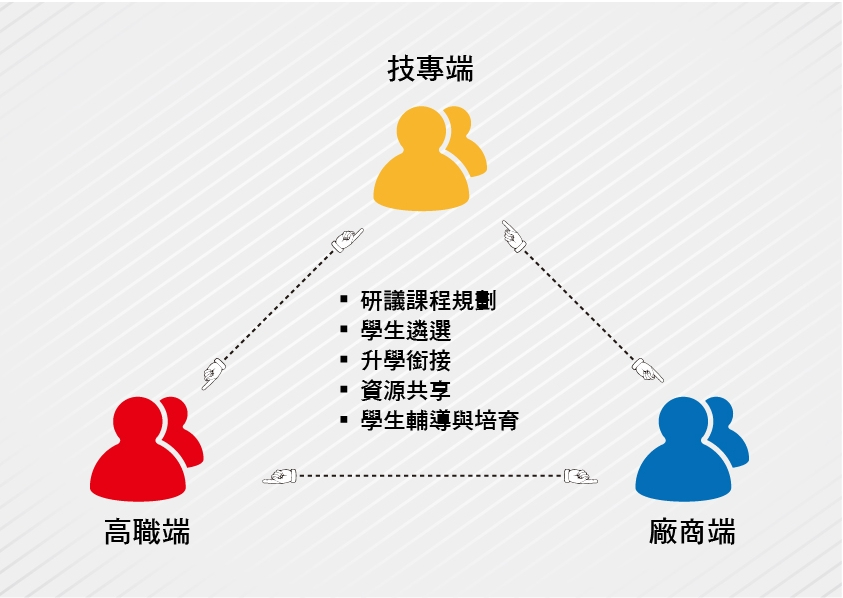 技專端
▪ 研議課程規劃
▪ 學生遴選
▪ 升學銜接
▪ 資源共享
▪ 學生輔導與培育
高職端
廠商端